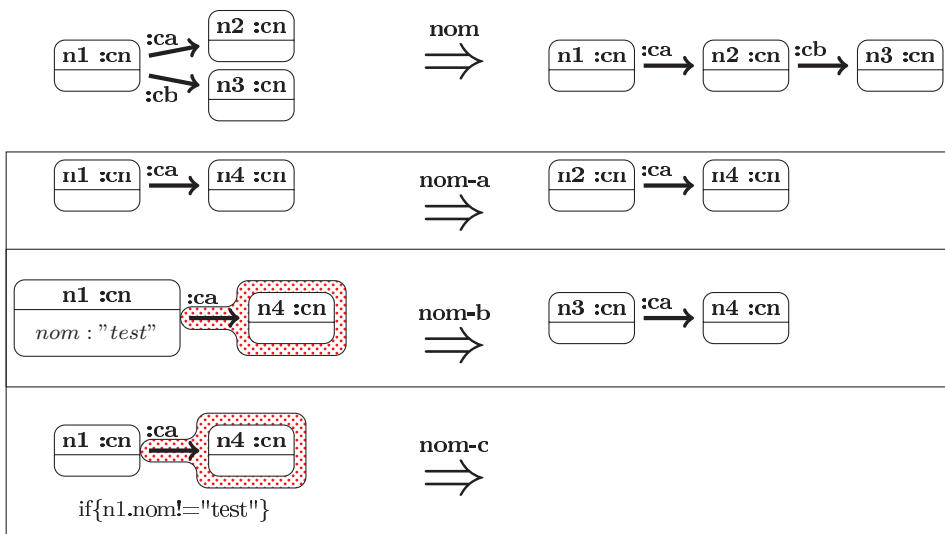 n1 :cn :ca n2 :cn
:cb n3 :cn
nom
n1 :cn :ca n2 :cn :cb n3 :cn
n1 :cn :ca n4 :cn
nom-a
n2 :cn :ca n4 :cn
n1 :cn :ca n4 :cn
nom : "test"
nom-b
n3 :cn :ca n4 :cn
n1 :cn :ca n4 :cn
if{n1.nom!="test"}
nom-c